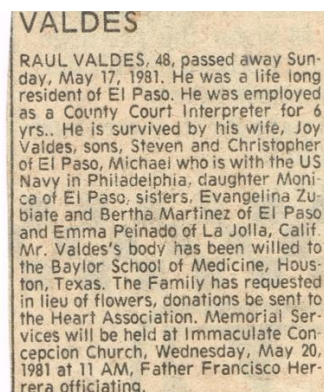 VALDES
RAUL VALDES, 48, passed away Sun-
day, May 17, 1981. He was a life long
resident of El Paso. He was employed
as a County Court Interpreter for 6
yrs.. He is survived by his wife, Joy
Valdes, sons, Steven and Christopher
of El Paso, Michael who is with the US
Navy in Philadelphia, daughter Moni-
ca of El Paso, sisters, Evangelina Zu-
biate and Bertha Martinez of El Paso
and Emma Peinado of La Jolla, Calif.
Mr. Valdes's body has been willed to
the Baylor School of Medicine, Hous-
ton, Texas. The Family has requested
in lieu of flowers, donations be sent to
the Heart Association. Memorial Ser-
vices will be held at Immaculate Con-
cepcion Church, Wednesday, May 20,
1981 at 11 AM, Father Francisco Her-
rera officiating.